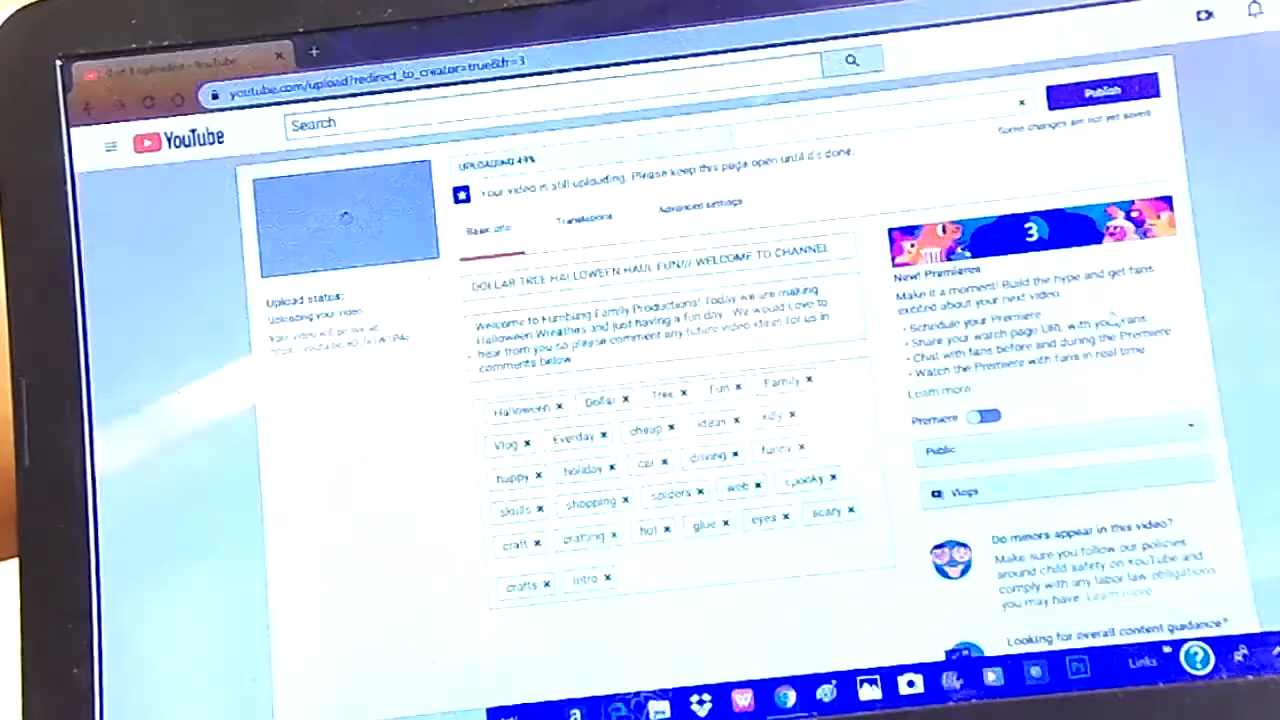 youtube.com/upload?redirect_to_creator=true&fr=3
YouTube
Search
Publish
Some changes are not yet saved
UPLOADING 49%
Your video is still uploading. Please keep this page open until it's done.
Basic info
Translations
Advanced settings
DOLLAR TREE HALLOWEEN HAUL FUN/// WELCOME TO CHANNEL
Upload status:
Uploading your video.
Your video will be live at:
Welcome to Fumbling Family Productions! Today we are making
Halloween Wreathes and just having a fun day. We would love to
hear from you so please comment any future video ideas for us in
comments below
Halloween Dollar Tree Fun Family
Vlog Everday cheap ideas silly
happy holiday car driving funny
skulls shopping spiders web spooky
craft crafting hot glue eyes scary
crafts Intro
3
New! Premieres
Make it a moment! Build the hype and get fans
excited about your next video.
• Schedule your Premiere
• Share your watch page URL with your fans
• Chat with fans before and during the Premiere
• Watch the Premiere with fans in real time
Learn more
Premiere
Public
Vlogs
Do minors appear in this video?
Make sure you follow our policies
around child safety on YouTube and
comply with any labor law obligations
you may have. Learn more
Looking for overall content guidance?
Links